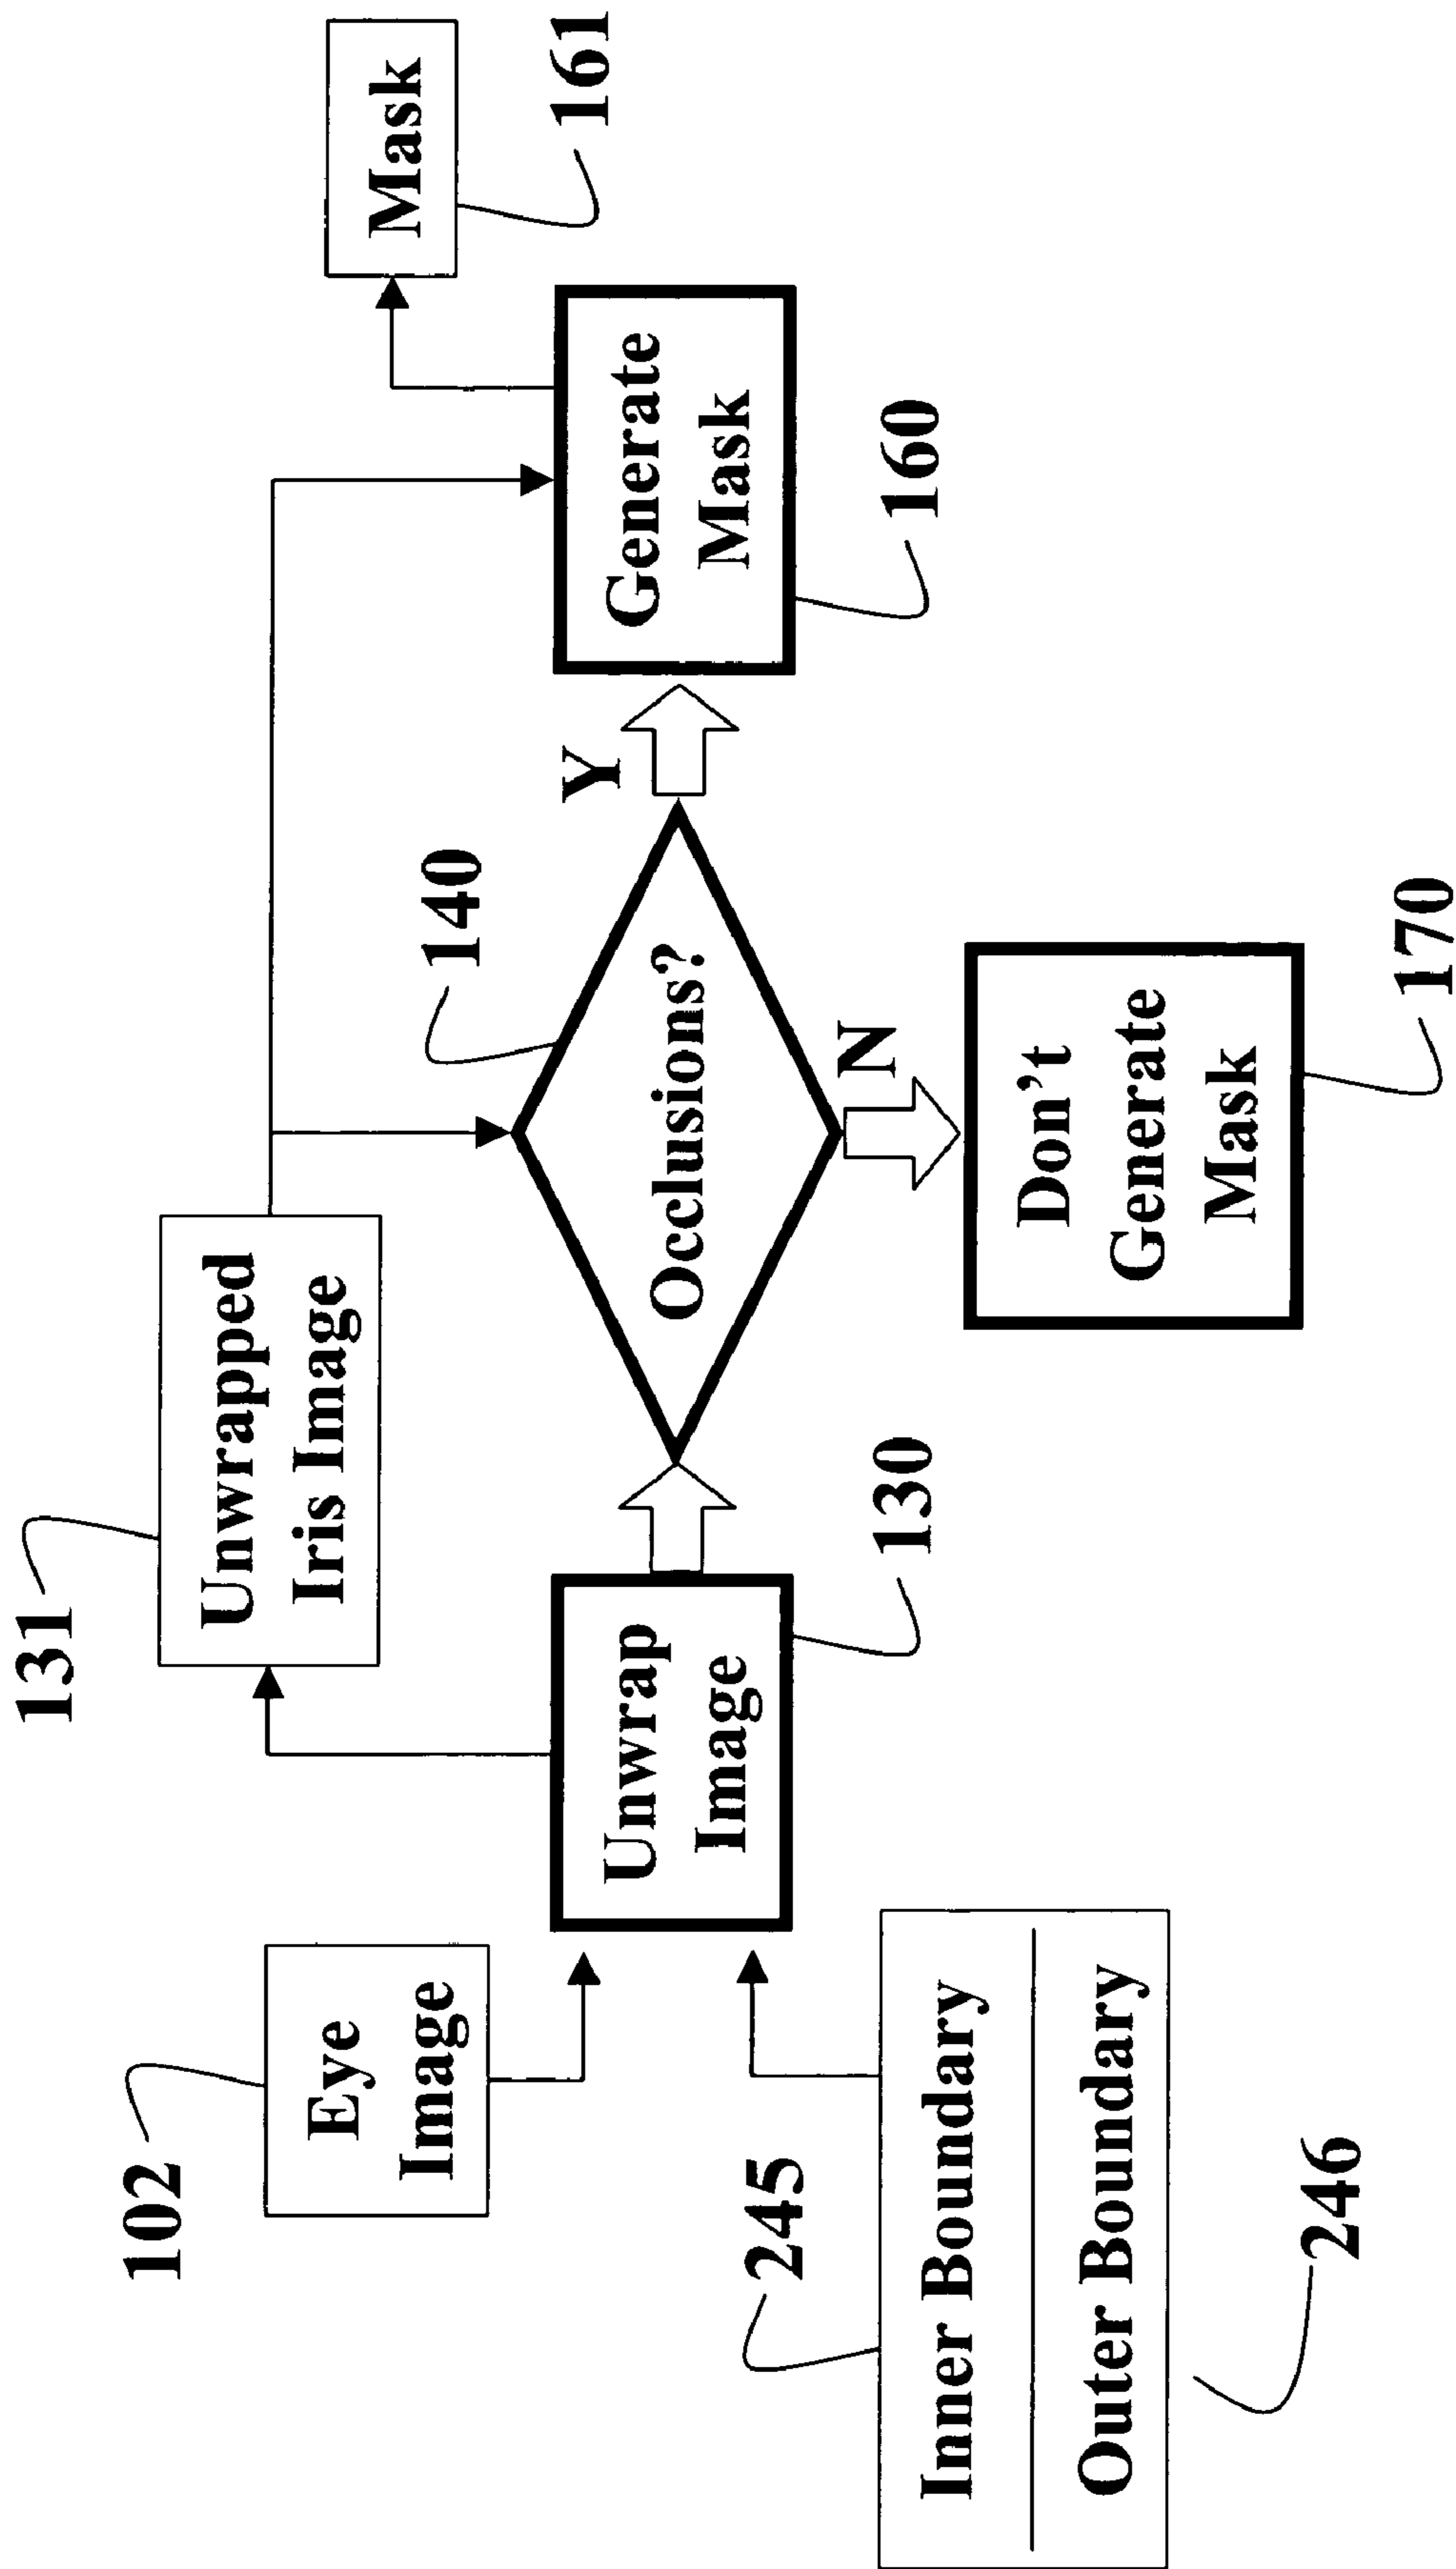 102
Eye
Image
245
Inner Boundary
Outer Boundary
246
Unwrap
Image
130
131
Unwrapped
Iris Image
140
Occlusions?
Y
N
Don't
Generate
Mask
170
Generate
Mask
160
Mask
161